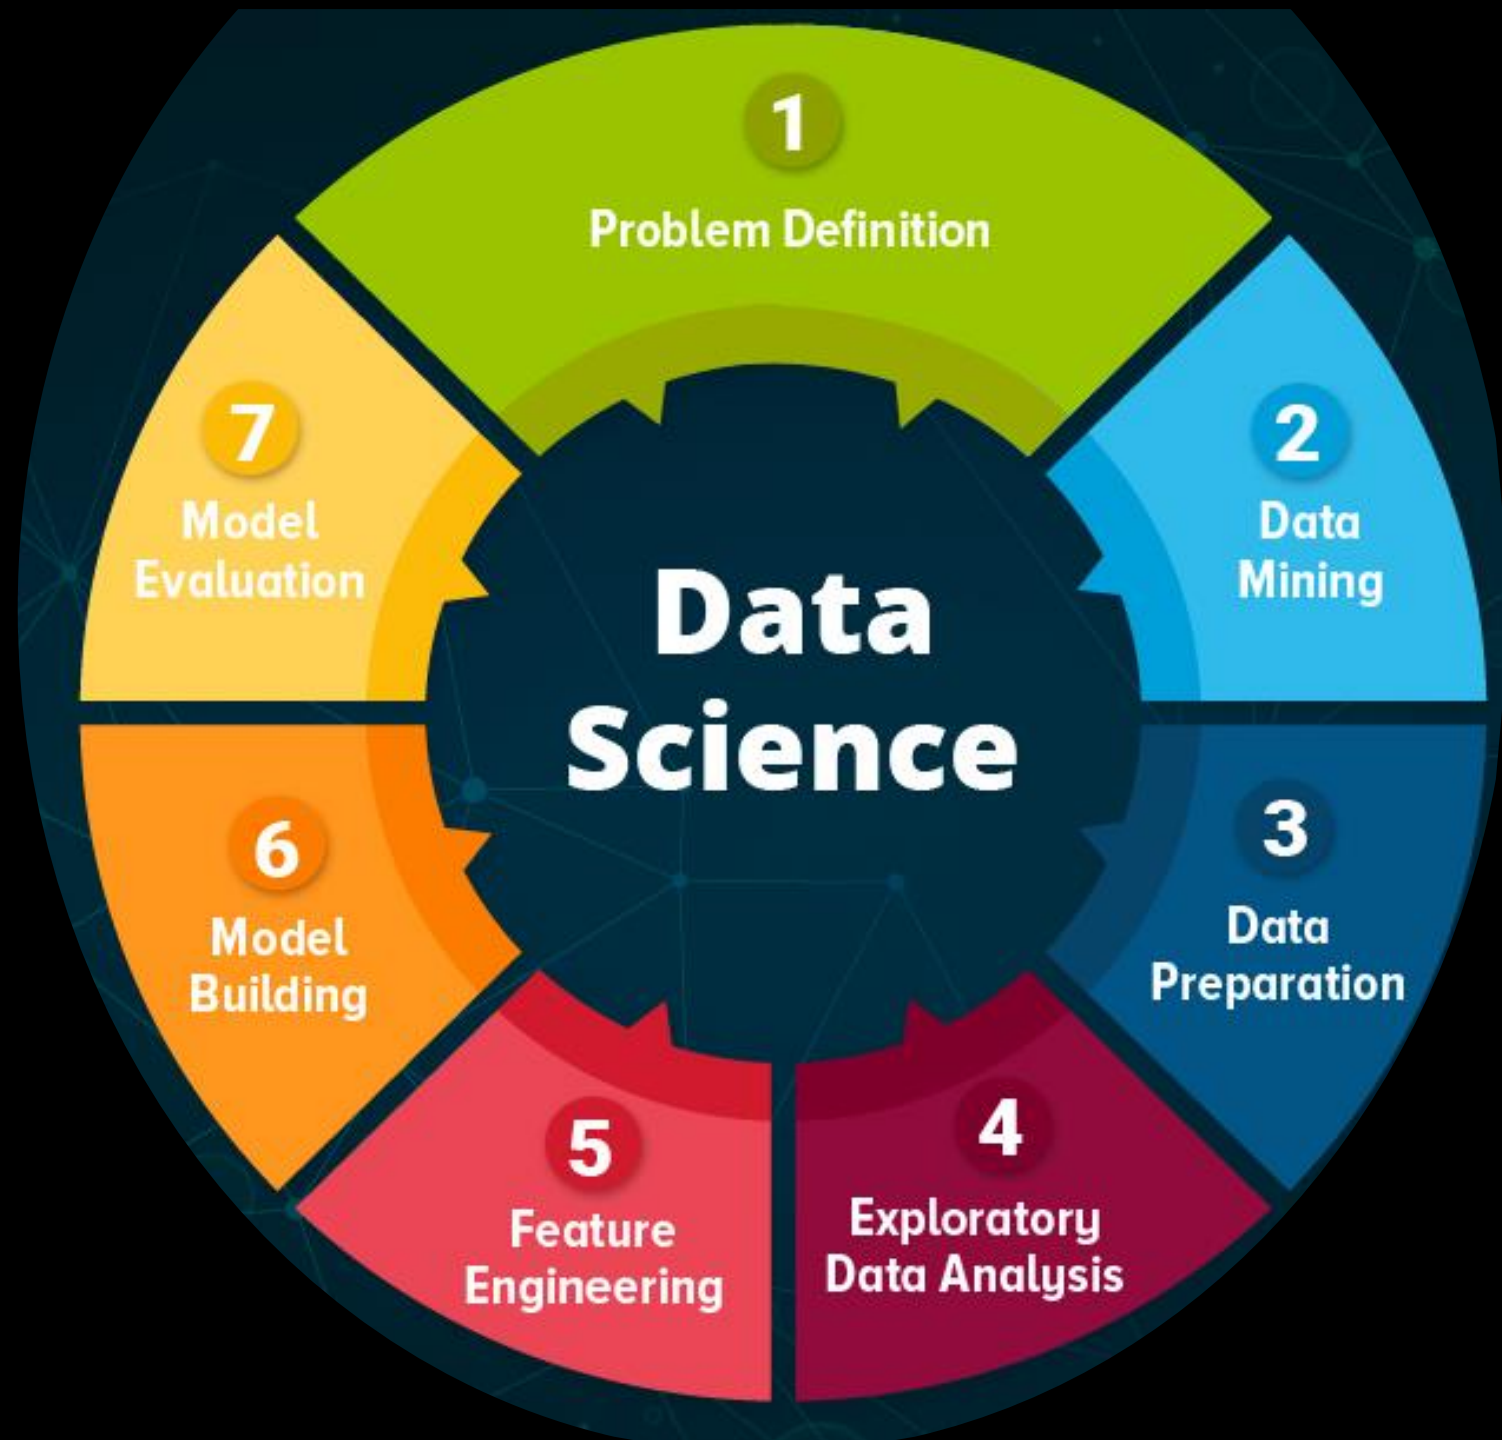 Data
Science
1
Problem Definition
2
Data
Mining
3
Data
Preparation
4
Exploratory
Data Analysis
5
Feature
Engineering
6
Model
Building
7
Model
Evaluation